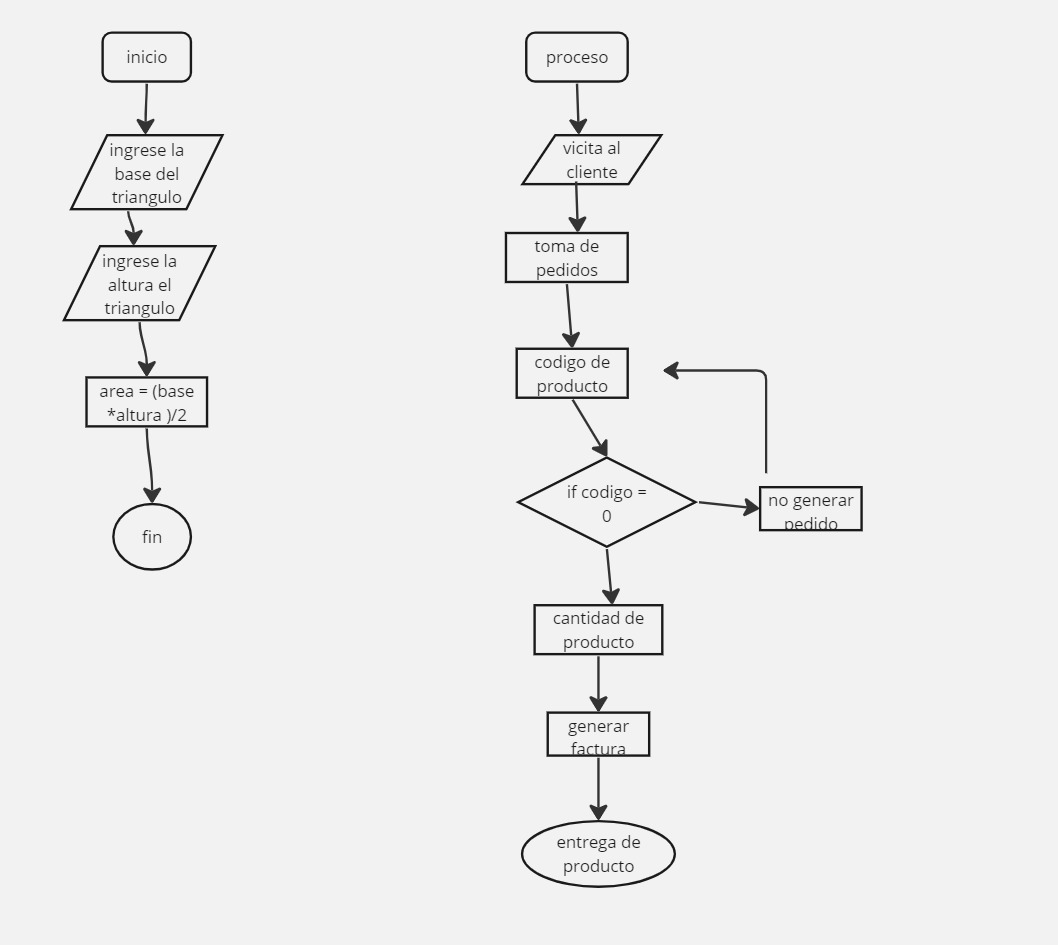 inicio
ingrese la
base del
triangulo
ingrese la
altura el
triangulo
area = (base
*altura )/2
fin
proceso
vicita al
cliente
toma de
pedidos
codigo de
producto
if codigo =
0
no generar
pedido
cantidad de
producto
generar
factura
entrega de
producto